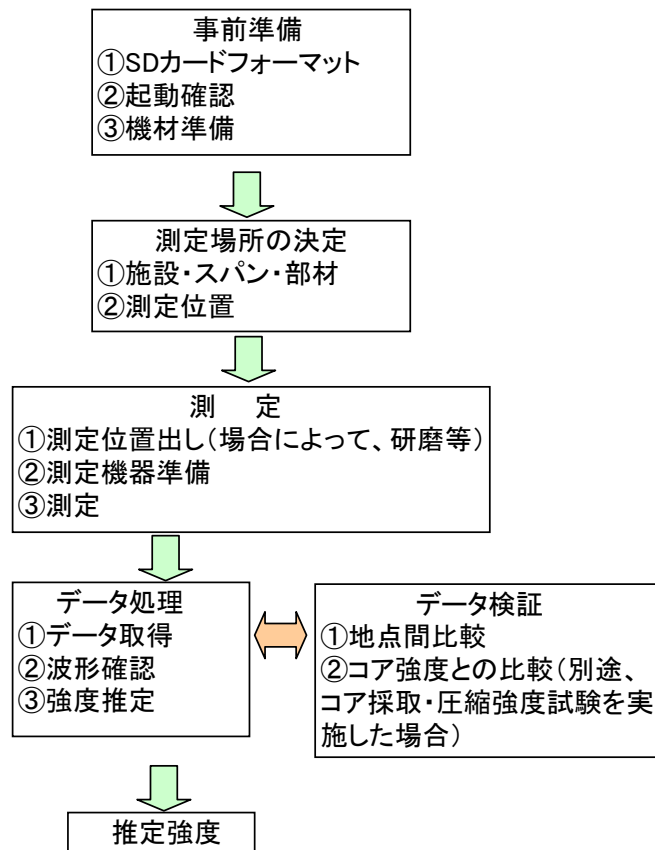 事前準備
①SDカードフォーマット
②起動確認
③機材準備
測定場所の決定
①施設・スパン・部材
②測定位置
測　定
①測定位置出し(場合によって、研磨等)
②測定機器準備
③測定
データ処理
①データ取得
②波形確認
③強度推定
データ検証
①地点間比較
②コア強度との比較(別途、
コア採取・圧縮強度試験を実
施した場合)
推定強度